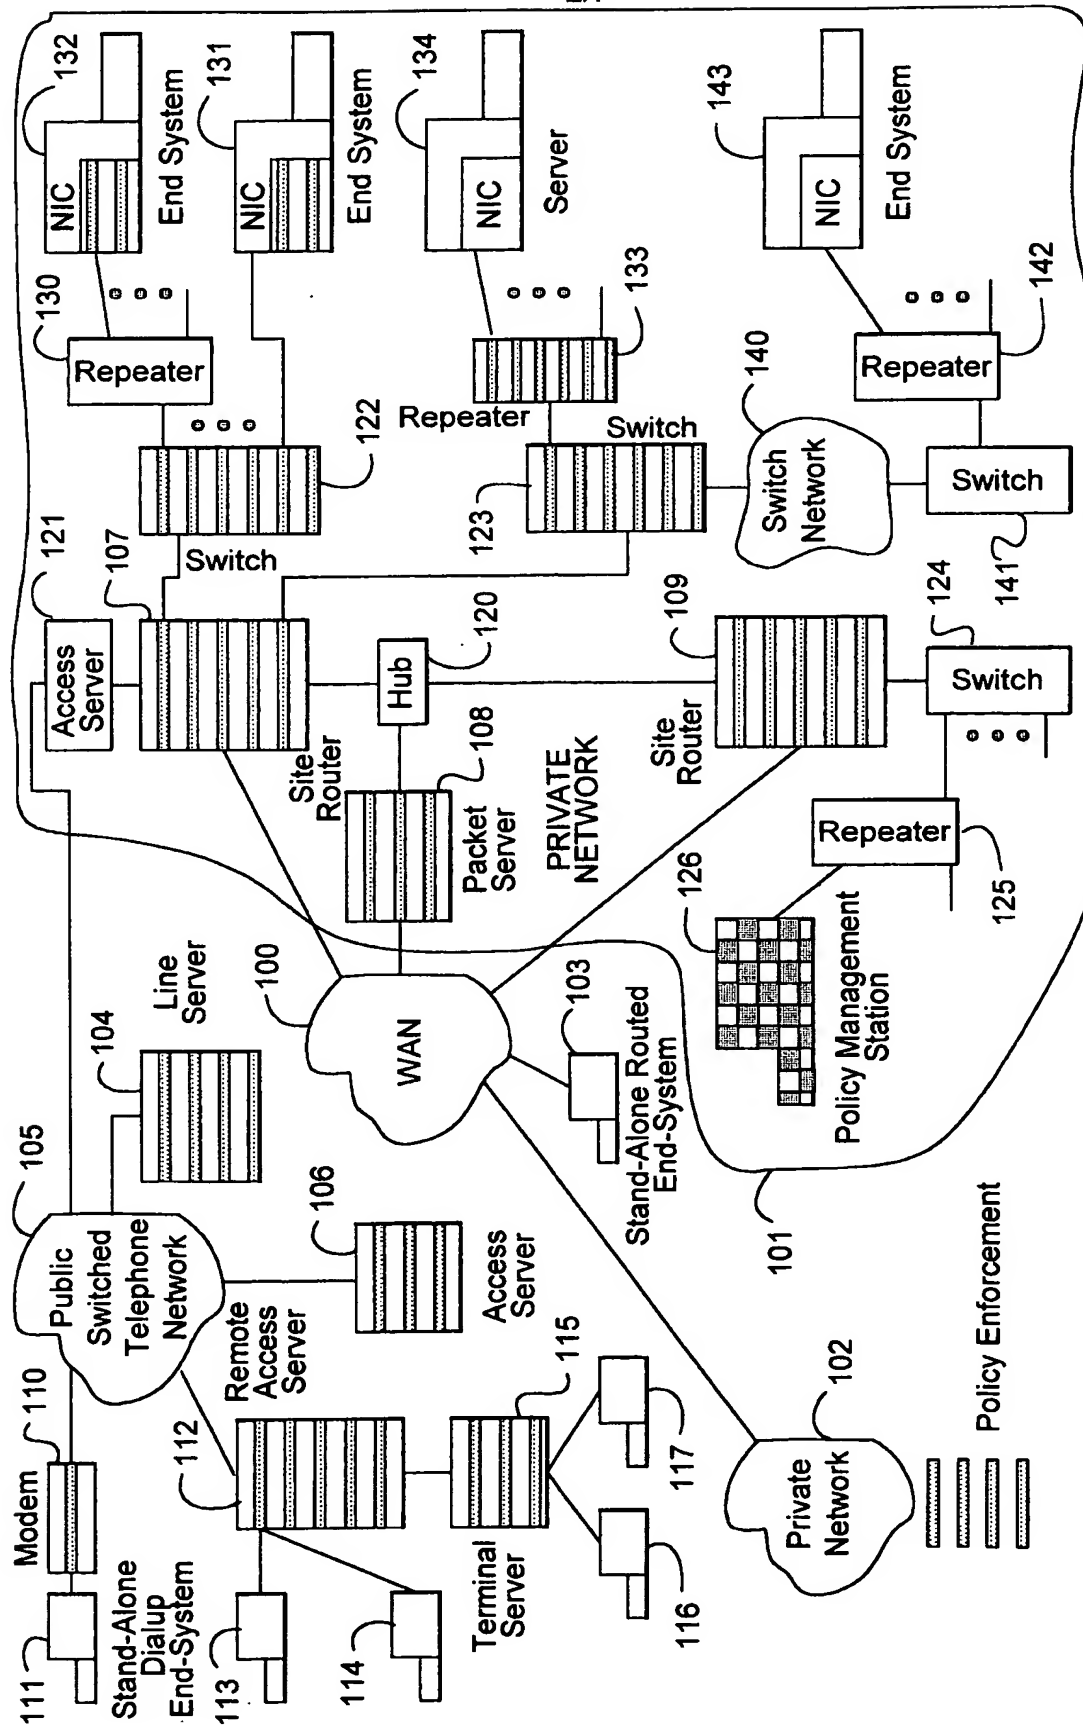 132
131
134
143
NIC
NIC
NIC
NIC
End System
End System
Server
End System
130
133
142
Repeater
Repeater
Repeater
140
122
Switch
123
Switch
Network
Switch
141
121
107
Switch
Access
Server
120
109
124
Hub
Switch
Site
Router
108
Packet
Server
PRIVATE
NETWORK
Site
Router
Repeater
125
126
Policy Management
Station
100
WAN
103
Stand-Alone Routed
End-System
101
104
Line
Server
105
Public
Switched
Telephone
Network
106
Access
Server
110
Modem
Remote
Access
Server
112
115
Terminal
Server
117
116
102
Private
Network
Policy Enforcement
111
Stand-Alone
Dialup
End-System
113
114